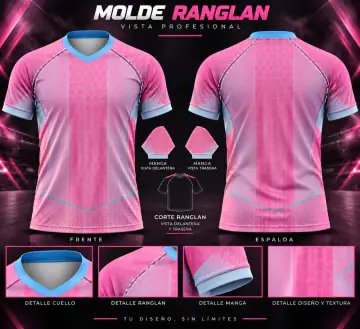 MOLDE RANGLAN
VISTA PROFESIONAL
MANGA
VISTA DELANTERA
MANGA
VISTA TRASERA
CORTE RANGLAN
VISTA DELANTERA
Y TRASERA
FRENTE
ESPALDA
DETALLE CUELLO
DETALLE RANGLAN
DETALLE MANGA
DETALLE DISEÑO Y TEXTURA
TU DISEÑO, SIN LÍMITES